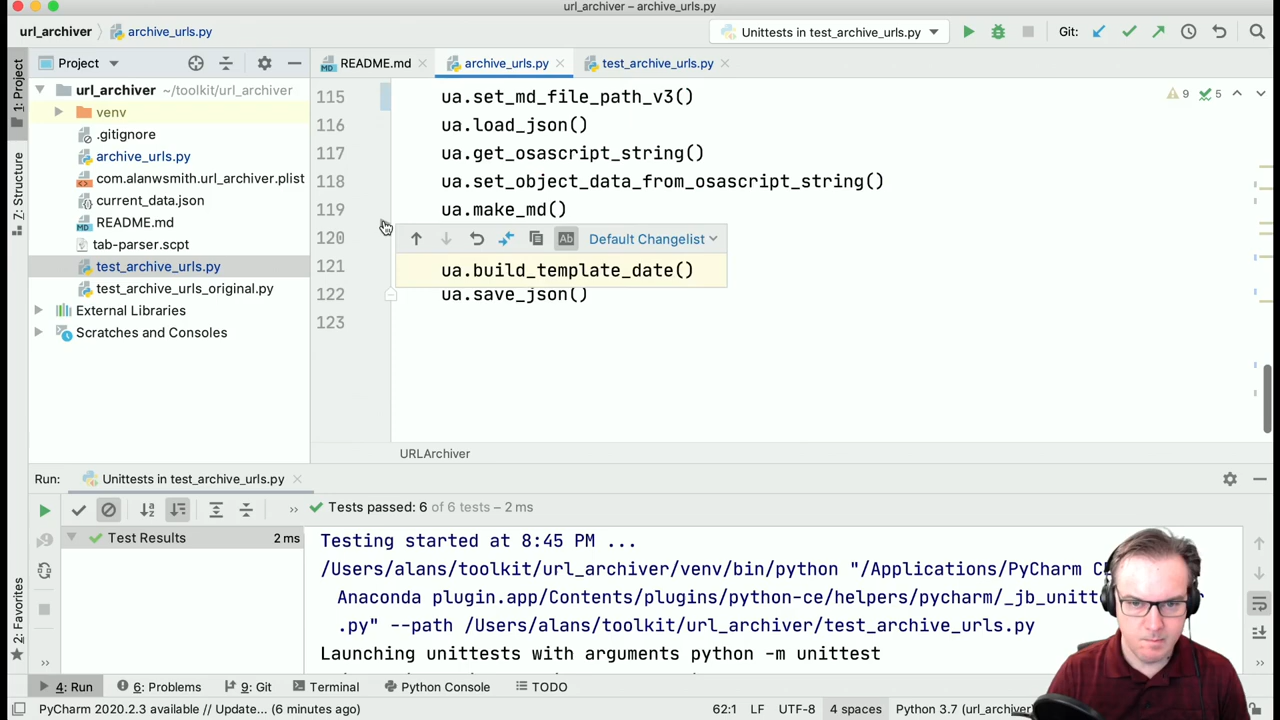 url_archiver – archive_urls.py
url_archiver archive_urls.py
Unittests in test_archive_urls.py
Git:
1: Project
7: Structure
2: Favorites
Project
url_archiver ~/toolkit/url_archiver
venv
.gitignore
archive_urls.py
com.alanwsmith.url_archiver.plist
current_data.json
README.md
tab-parser.scpt
test_archive_urls.py
test_archive_urls_original.py
External Libraries
Scratches and Consoles
README.md archive_urls.py test_archive_urls.py
9 5
115 ua.set_md_file_path_v3()
116 ua.load_json()
117 ua.get_osascript_string()
118 ua.set_object_data_from_osascript_string()
119 ua.make_md()
120
Ab Default Changelist
121
ua.build_template_date()
122 ua.save_json()
123
URLArchiver
Run: Unittests in test_archive_urls.py
Tests passed: 6 of 6 tests – 2 ms
Test Results 2 ms
Testing started at 8:45 PM ...
/Users/alans/toolkit/url_archiver/venv/bin/python "/Applications/PyCharm
Anaconda plugin.app/Contents/plugins/python-ce/helpers/pycharm/_jb_unitt
.py" --path /Users/alans/toolkit/url_archiver/test_archive_urls.py
Launching unittests with arguments python -m unittest
4: Run 6: Problems 9: Git Terminal Python Console TODO
PyCharm 2020.2.3 available // Update... (6 minutes ago) 62:1 LF UTF-8 4 spaces Python 3.7 (url_archiver)